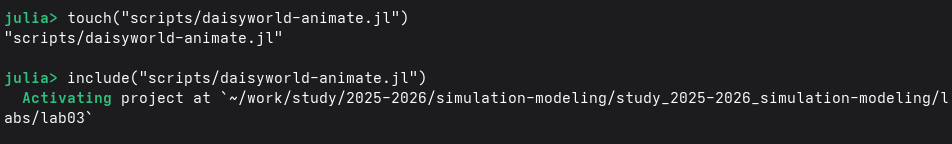 julia> touch("scripts/daisyworld-animate.jl")
"scripts/daisyworld-animate.jl"
julia> include("scripts/daisyworld-animate.jl")
  Activating project at `~/work/study/2025-2026/simulation-modeling/study_2025-2026_simulation-modeling/l
abs/lab03`